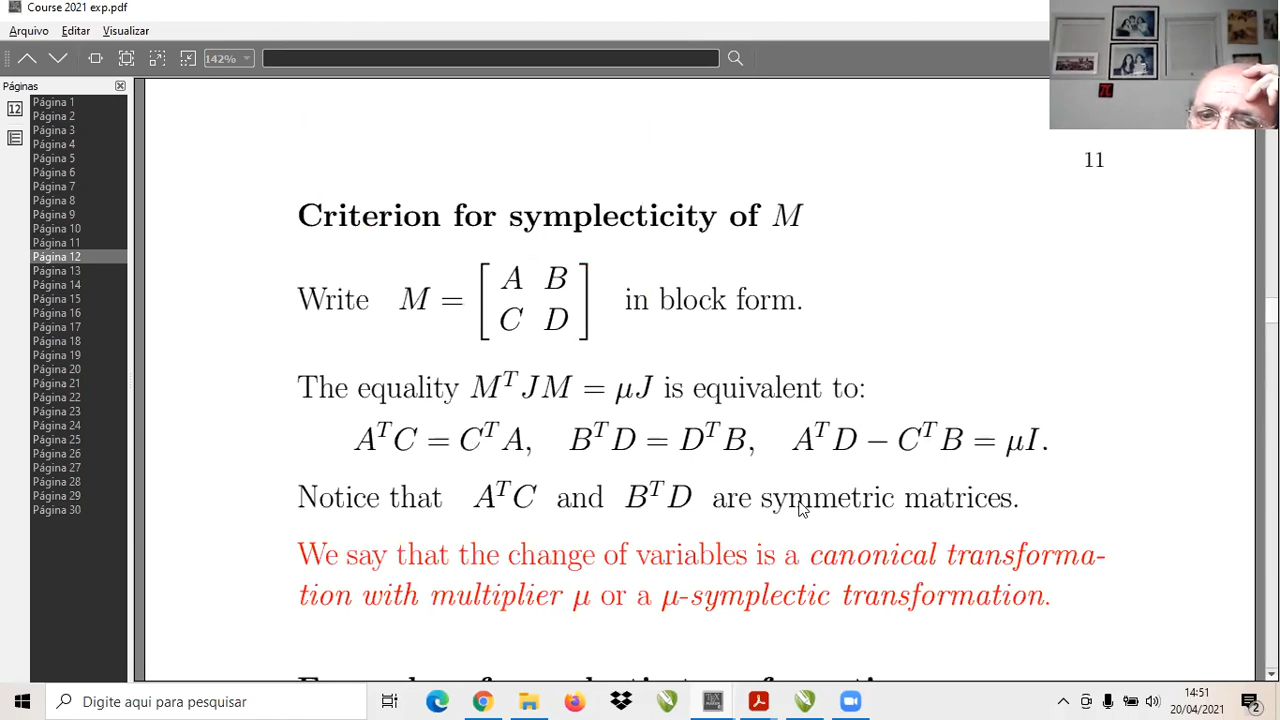 Course 2021 exp.pdf
Arquivo Editar Visualizar
142%
Páginas
12
Página 1
Página 2
Página 3
Página 4
Página 5
Página 6
Página 7
Página 8
Página 9
Página 10
Página 11
Página 12
Página 13
Página 14
Página 15
Página 16
Página 17
Página 18
Página 19
Página 20
Página 21
Página 22
Página 23
Página 24
Página 25
Página 26
Página 27
Página 28
Página 29
Página 30
11
Criterion for symplecticity of M
Write M = [ A B
C D ] in block form.
The equality M^T JM = μJ is equivalent to:
A^T C = C^T A, B^T D = D^T B, A^T D − C^T B = μI.
Notice that A^T C and B^T D are symmetric matrices.
We say that the change of variables is a canonical transforma-
tion with multiplier μ or a μ-symplectic transformation.
Digite aqui para pesquisar
14:51
20/04/2021
2